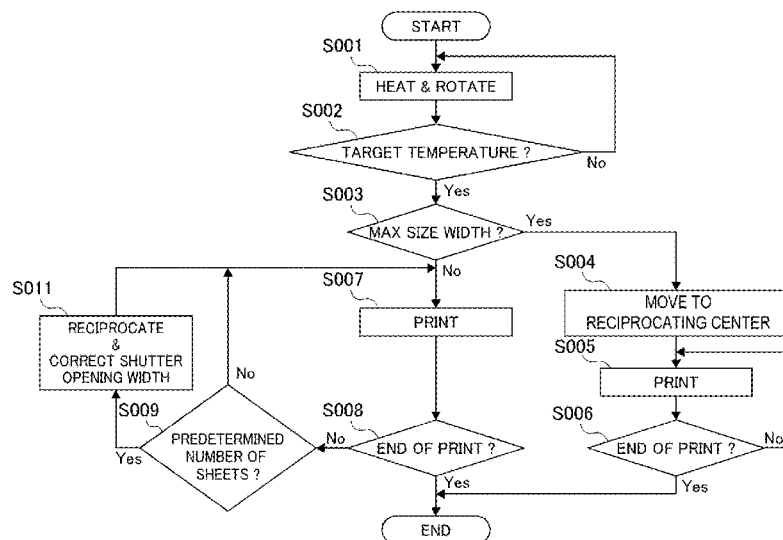 START
S001
HEAT & ROTATE
S002
TARGET TEMPERATURE ?
No
Yes
S003
MAX SIZE WIDTH ?
Yes
No
S004
MOVE TO
RECIPROCATING CENTER
S005
PRINT
S006
END OF PRINT ?
No
Yes
S007
PRINT
S008
END OF PRINT ?
No
Yes
S009
PREDETERMINED
NUMBER OF
SHEETS ?
No
Yes
S011
RECIPROCATE
&
CORRECT SHUTTER
OPENING WIDTH
END